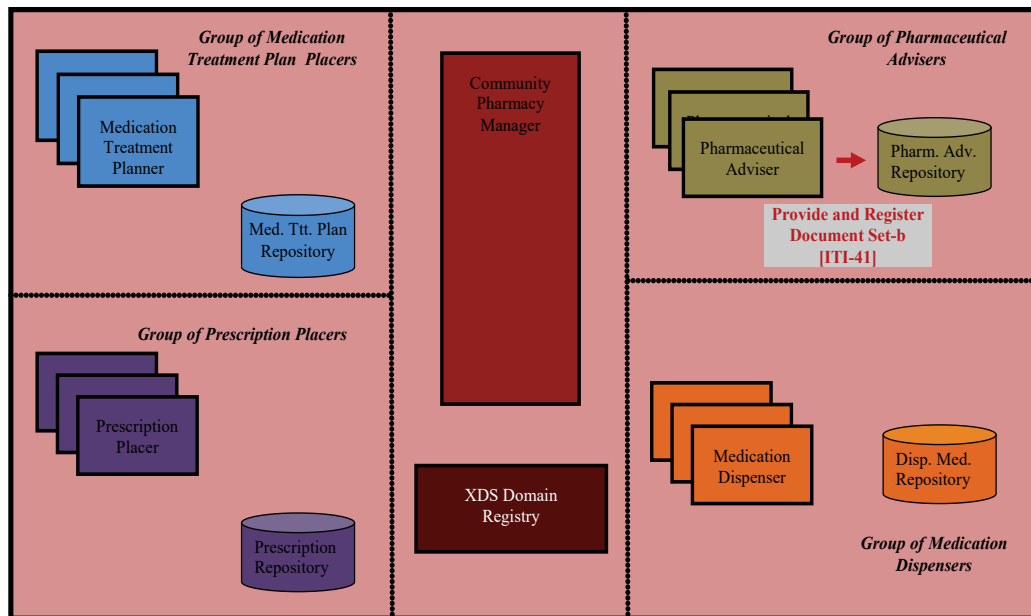 Group of Medication
Treatment Plan Placers
Medication
Treatment
Planner
Med. Ttt. Plan
Repository
Group of Prescription Placers
Prescription
Placer
Prescription
Repository
Community
Pharmacy
Manager
XDS Domain
Registry
Group of Pharmaceutical
Advisers
Pharmaceutical
Adviser
Pharm. Adv.
Repository
Provide and Register
Document Set-b
[ITI-41]
Medication
Dispenser
Disp. Med.
Repository
Group of Medication
Dispensers